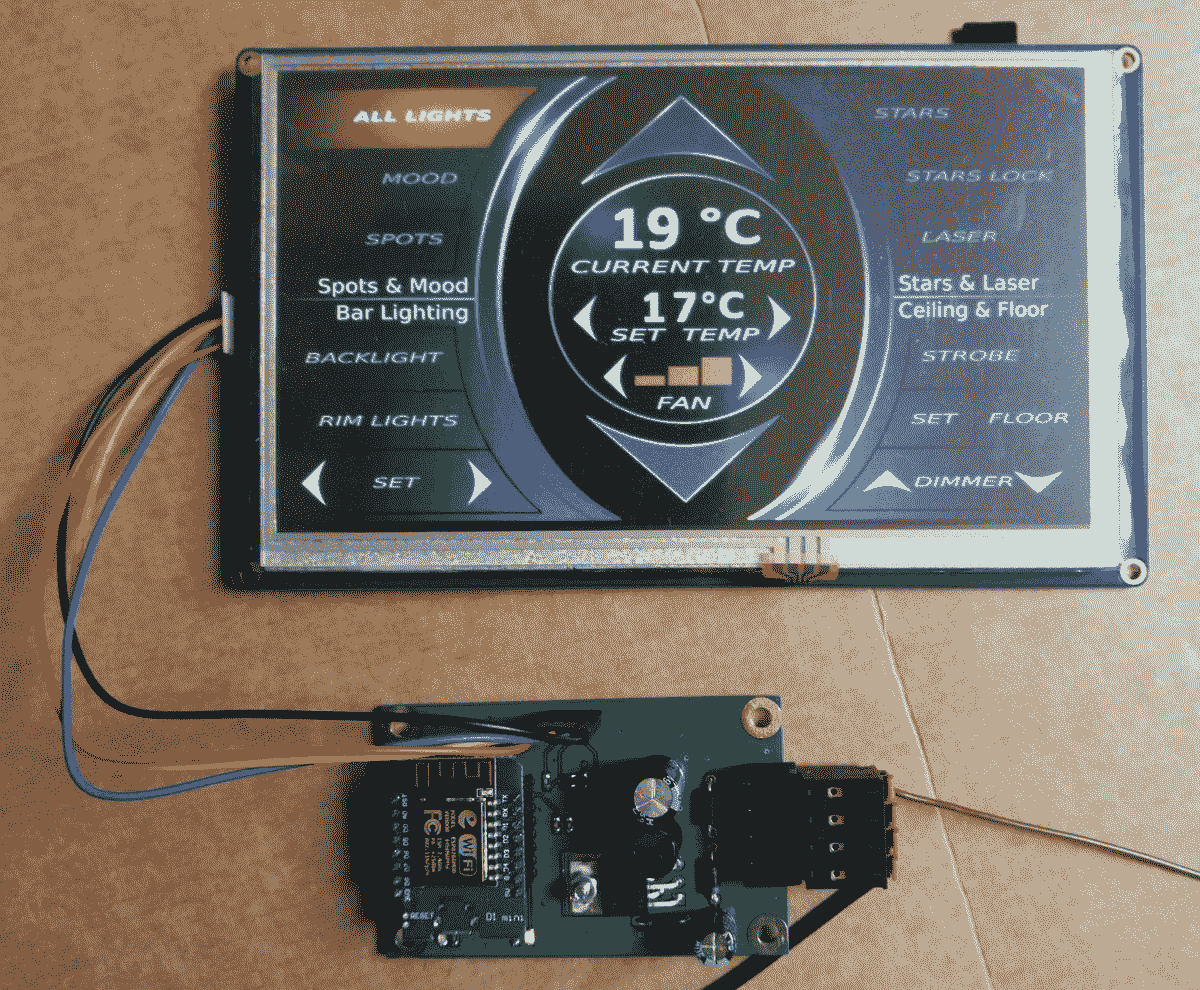 ALL LIGHTS
MOOD
SPOTS
Spots & Mood
Bar Lighting
BACKLIGHT
RIM LIGHTS
SET
19 °C
CURRENT TEMP
17°C
SET TEMP
FAN
STARS
STARS LOCK
LASER
Stars & Laser
Ceiling & Floor
STROBE
SET FLOOR
DIMMER
WiFi
FC
RESET
D1 mini